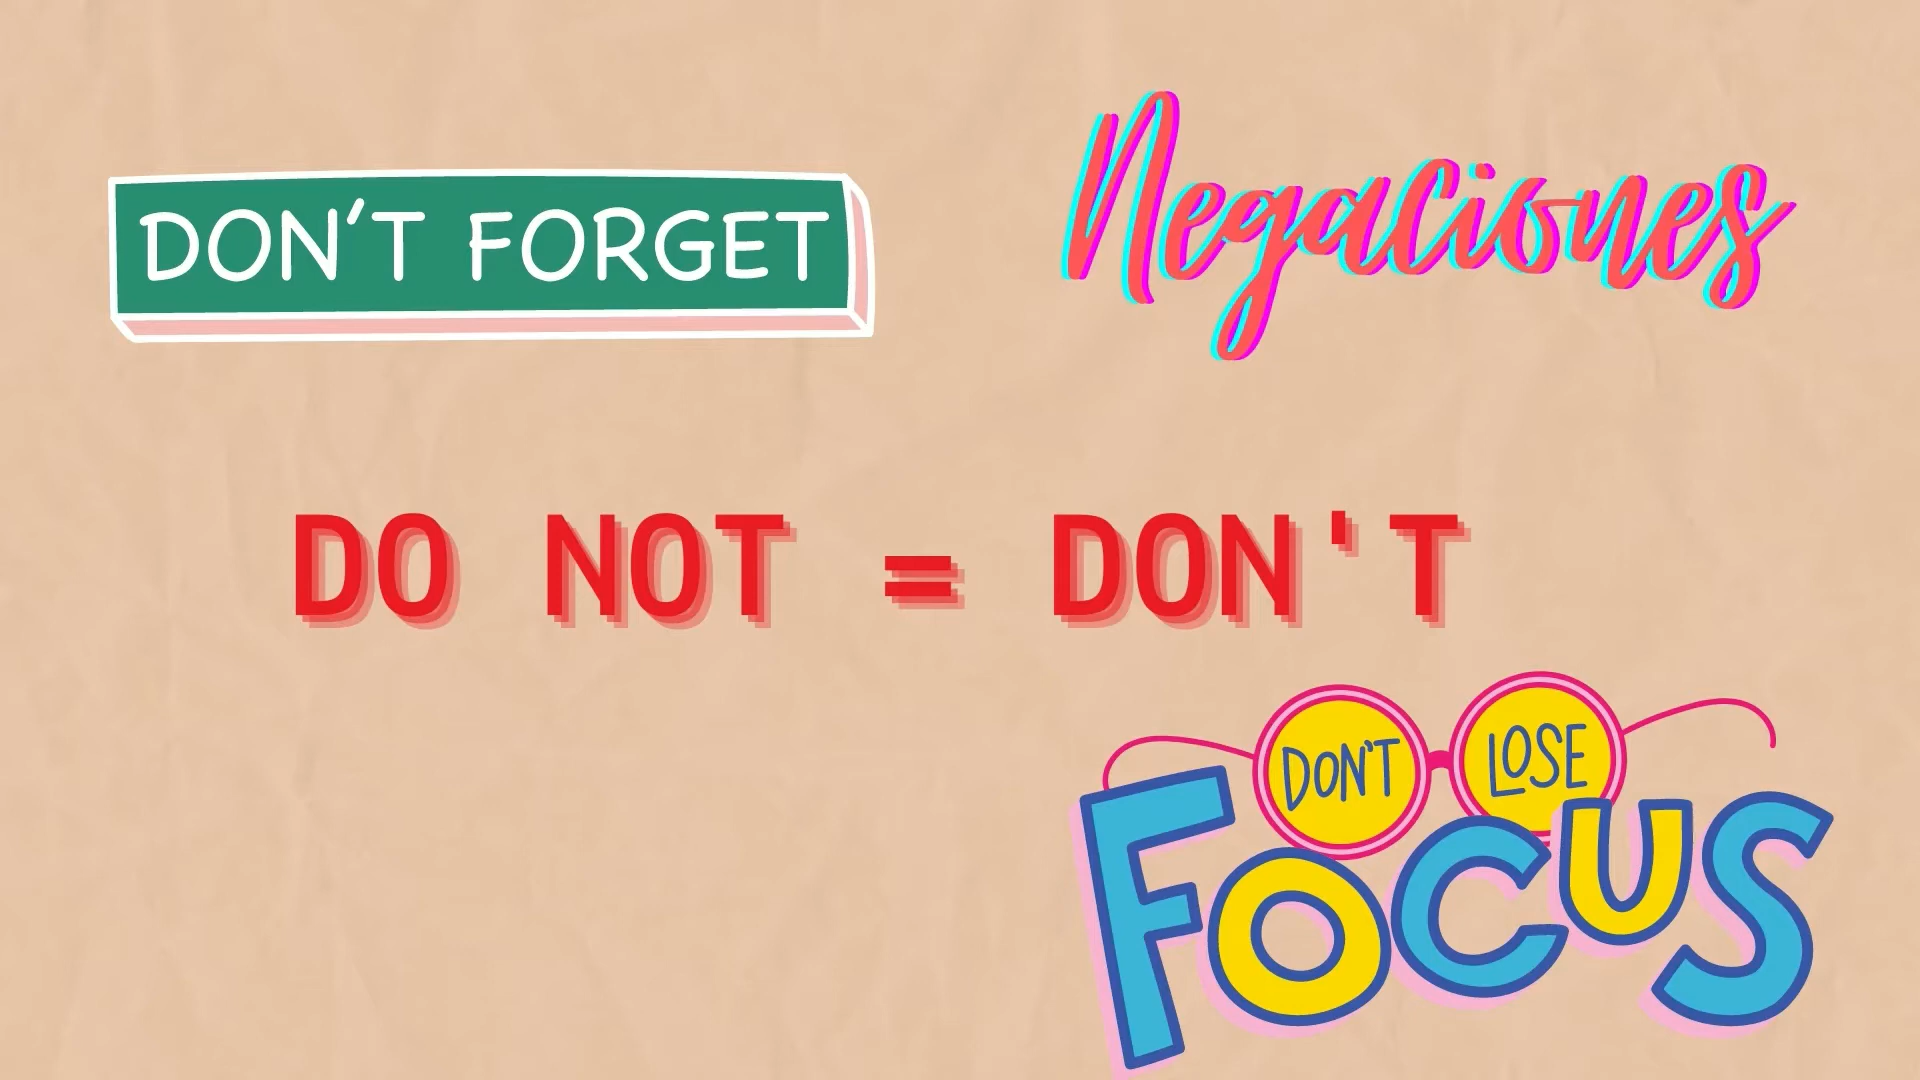 DON'T FORGET
Negaciones
DO NOT = DON'T
DON'T LOSE
FOCUS